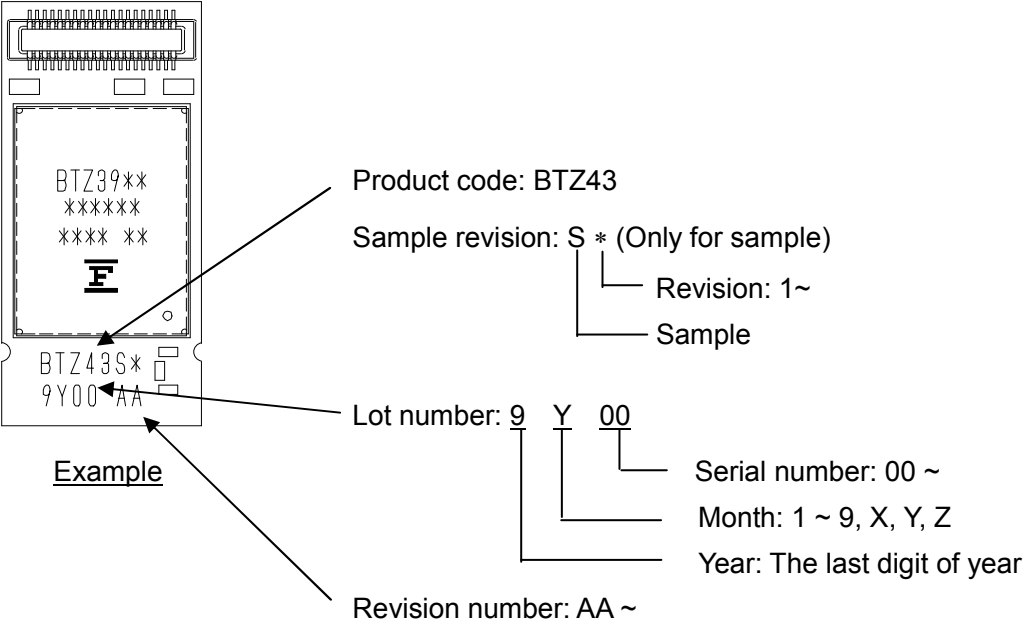 BTZ39**
******
**** **
F
BTZ43S*
9Y00 AA
Example
Product code: BTZ43
Sample revision: S * (Only for sample)
Revision: 1~
Sample
Lot number: 9 Y 00
Serial number: 00 ~
Month: 1 ~ 9, X, Y, Z
Year: The last digit of year
Revision number: AA ~